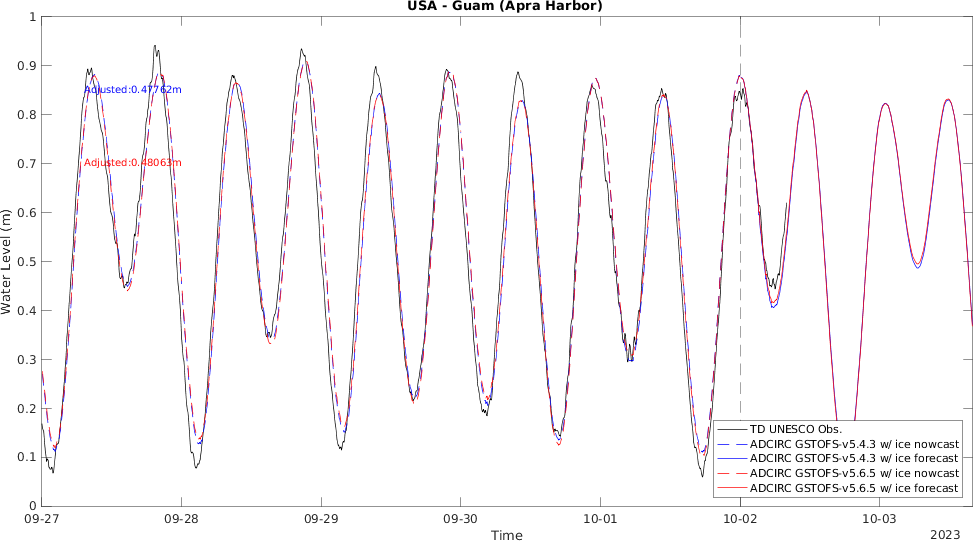 USA - Guam (Apra Harbor)
1
0.9
0.8
0.7
0.6
0.5
0.4
0.3
0.2
0.1
0
Water Level (m)
Adjusted:0.47762m
Adjusted:0.48063m
TD UNESCO Obs.
ADCIRC GSTOFS-v5.4.3 w/ ice nowcast
ADCIRC GSTOFS-v5.4.3 w/ ice forecast
ADCIRC GSTOFS-v5.6.5 w/ ice nowcast
ADCIRC GSTOFS-v5.6.5 w/ ice forecast
09-27 09-28 09-29 09-30 10-01 10-02 10-03
Time
2023